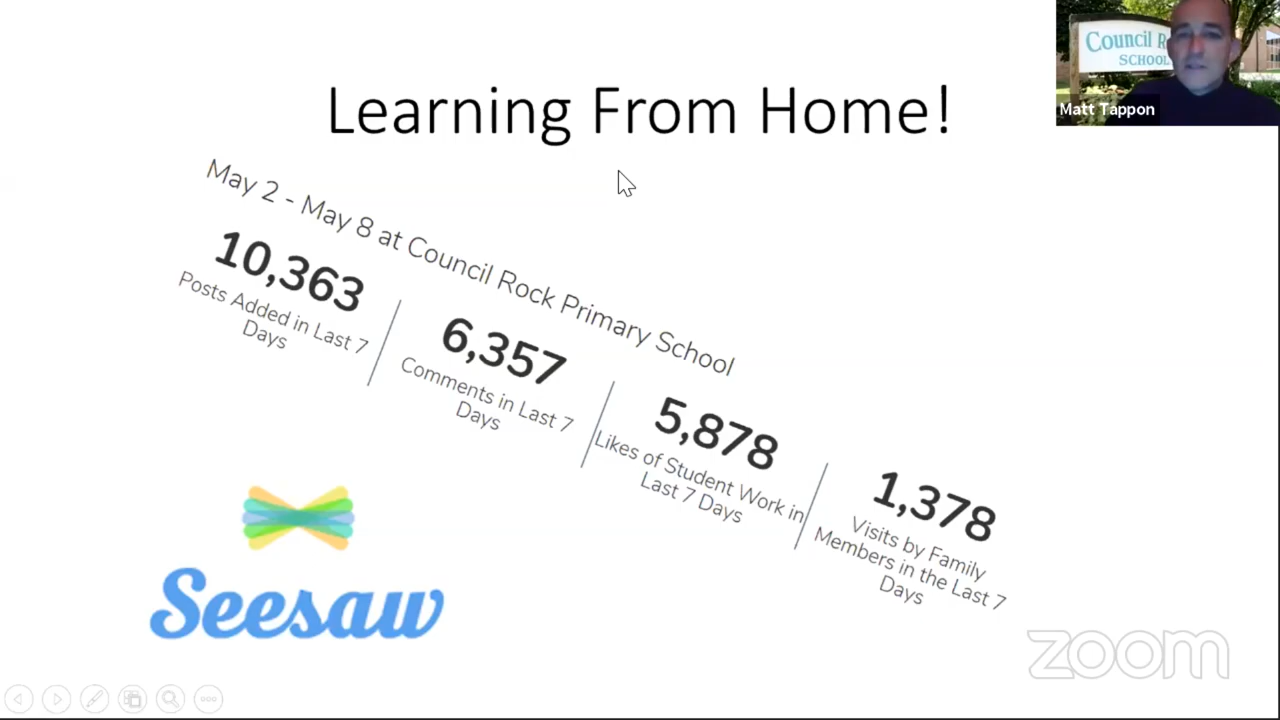 Learning From Home!
Council R
SCHOOL
Matt Tappon
May 2 - May 8 at Council Rock Primary School
10,363
Posts Added in Last 7
Days
6,357
Comments in Last 7
Days
5,878
Likes of Student Work in
Last 7 Days
1,378
Visits by Family
Members in the Last 7
Days
Seesaw
zoom